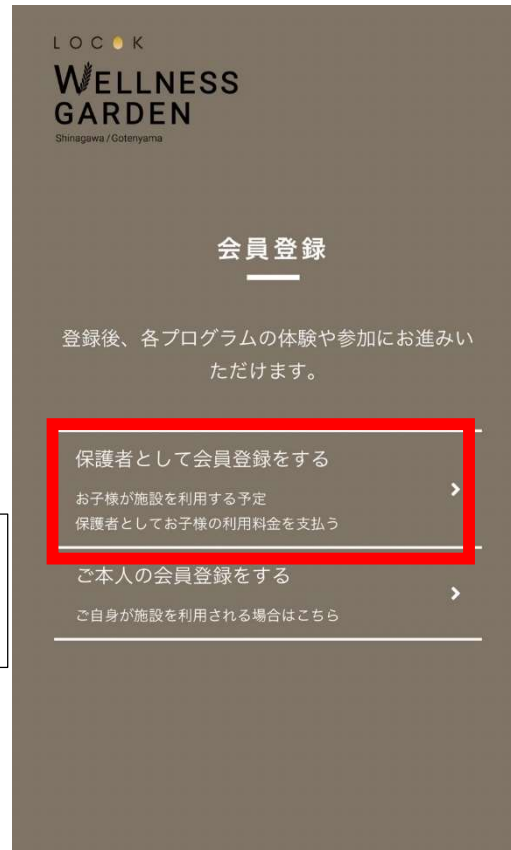 LOCOK
WELLNESS
GARDEN
Shinagawa/Gotenyama
会員登録
登録後、各プログラムの体験や参加にお進みい
ただけます。
保護者として会員登録をする
お子様が施設を利用する予定
保護者としてお子様の利用料金を支払う
ご本人の会員登録をする
ご自身が施設を利用される場合はこちら